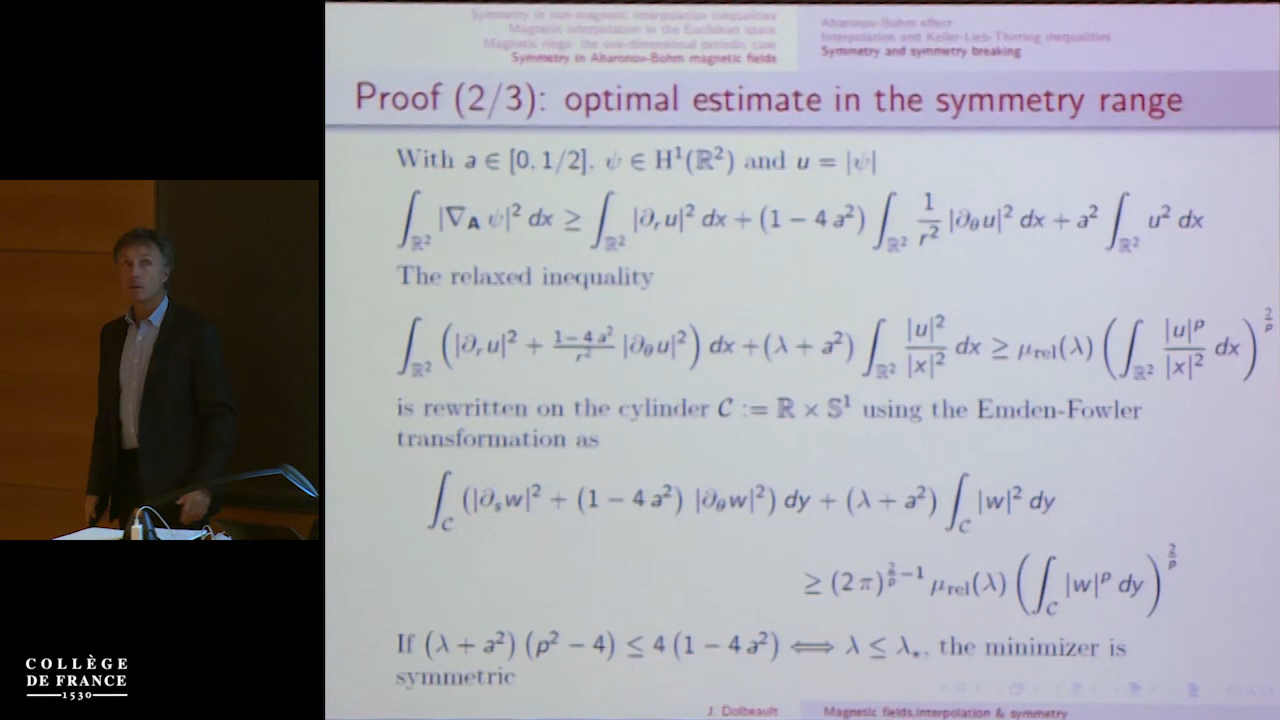 Symmetry in non-magnetic interpolation inequalities
Magnetic interpolation in the Euclidean space
Magnetic rings: the one-dimensional periodic case
Symmetry in Aharonov-Bohm magnetic fields
Aharonov-Bohm effect
Interpolation and Keller-Lieb-Thirring inequalities
Symmetry and symmetry breaking
Proof (2/3): optimal estimate in the symmetry range
With a ∈ [0, 1/2], ψ ∈ H¹(ℝ²) and u = |ψ|
∫_{ℝ²} |∇_A ψ|² dx ≥ ∫_{ℝ²} |∂_r u|² dx + (1 − 4 a²) ∫_{ℝ²} 1/r² |∂_θ u|² dx + a² ∫_{ℝ²} u² dx
The relaxed inequality
∫_{ℝ²} (|∂_r u|² + (1−4 a²)/r² |∂_θ u|²) dx + (λ + a²) ∫_{ℝ²} |u|²/|x|² dx ≥ μ_rel(λ) (∫_{ℝ²} |u|^p/|x|² dx)^{2/p}
is rewritten on the cylinder C := ℝ × S¹ using the Emden-Fowler
transformation as
∫_C (|∂_s w|² + (1 − 4 a²) |∂_θ w|²) dy + (λ + a²) ∫_C |w|² dy
≥ (2 π)^{2/p − 1} μ_rel(λ) (∫_C |w|^p dy)^{2/p}
If (λ + a²) (p² − 4) ≤ 4 (1 − 4 a²) ⟺ λ ≤ λ⋆, the minimizer is
symmetric
J. Dolbeault
Magnetic fields,interpolation & symmetry
COLLÈGE
DE FRANCE
1530